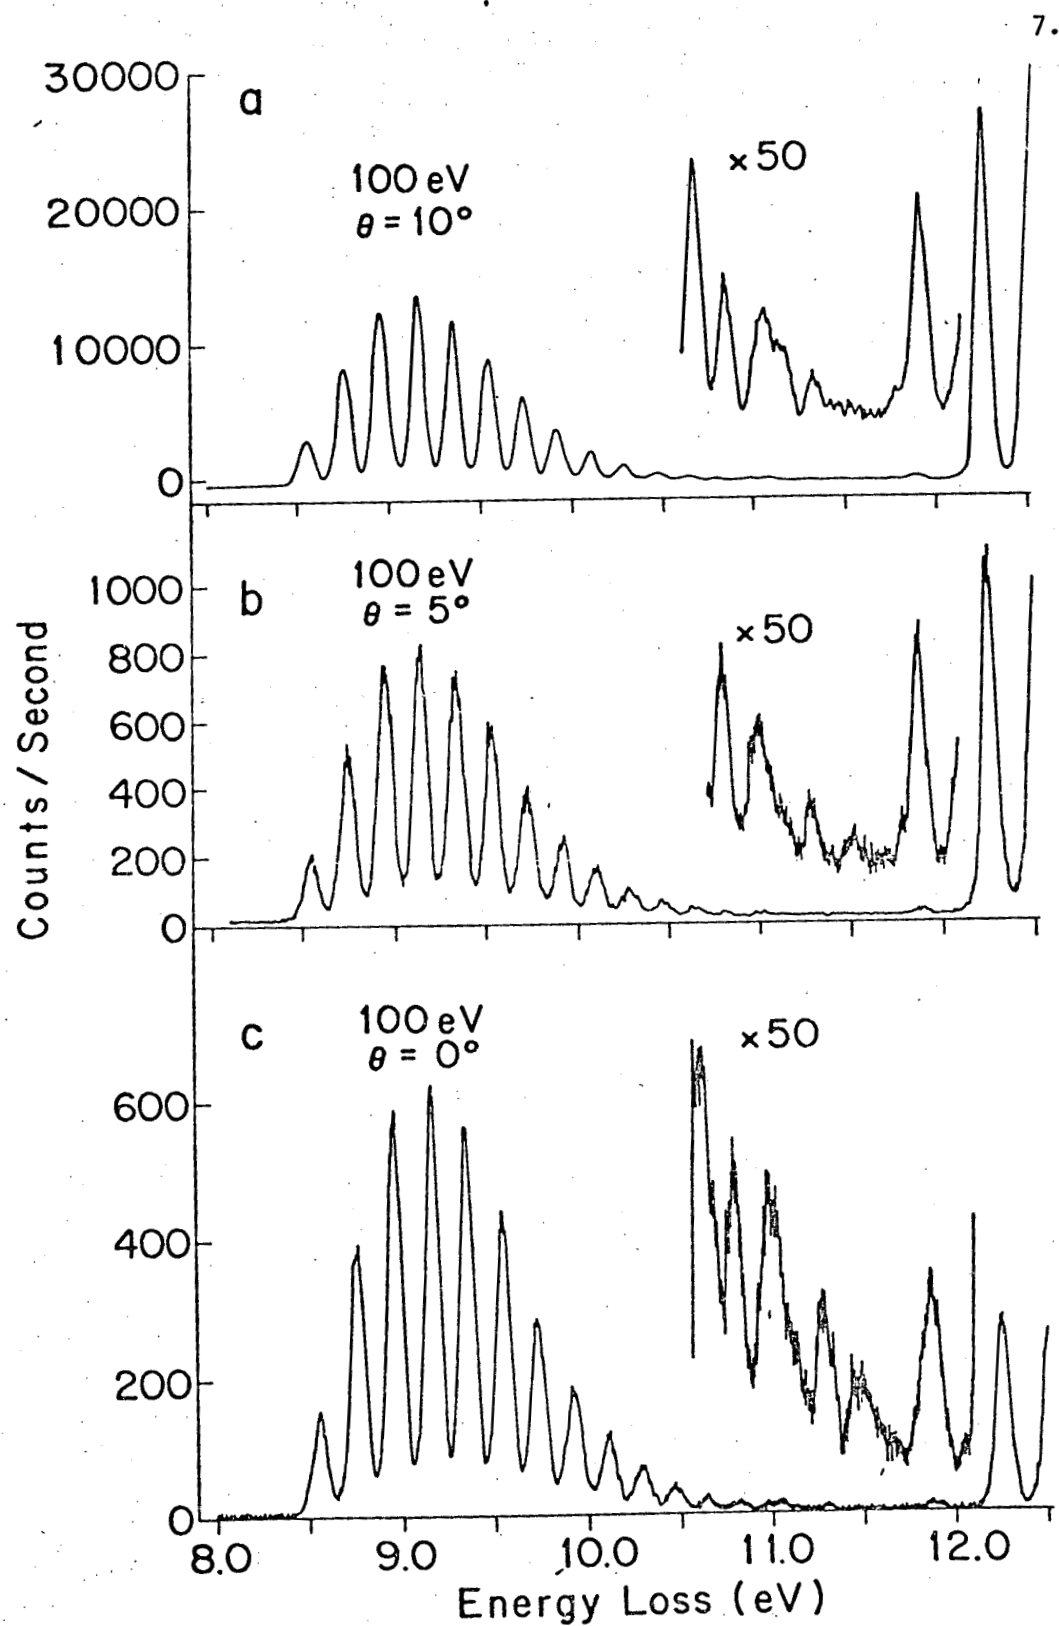 7.
30000
20000
10000
0
a
100 eV
θ = 10°
×50
Counts / Second
1000
800
600
400
200
0
b
100 eV
θ = 5°
×50
600
400
200
0
c
100 eV
θ = 0°
×50
8.0 9.0 10.0 11.0 12.0
Energy Loss (eV)